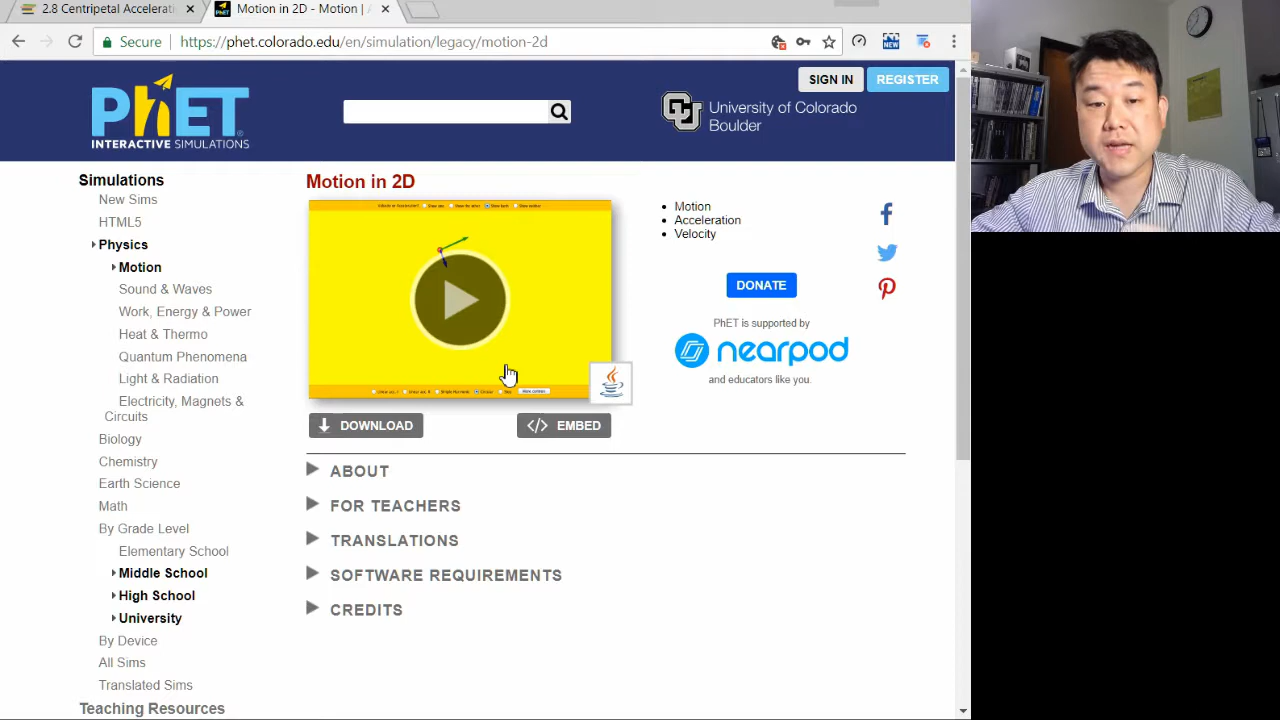 2.8 Centripetal Accelerati
Motion in 2D - Motion | A
Secure
https://phet.colorado.edu/en/simulation/legacy/motion-2d
NEW
SIGN IN
REGISTER
PhET
INTERACTIVE SIMULATIONS
CU
University of Colorado
Boulder
Simulations
New Sims
HTML5
Physics
Motion
Sound & Waves
Work, Energy & Power
Heat & Thermo
Quantum Phenomena
Light & Radiation
Electricity, Magnets &
Circuits
Biology
Chemistry
Earth Science
Math
By Grade Level
Elementary School
Middle School
High School
University
By Device
All Sims
Translated Sims
Teaching Resources
Motion in 2D
DOWNLOAD
</> EMBED
ABOUT
FOR TEACHERS
TRANSLATIONS
SOFTWARE REQUIREMENTS
CREDITS
Motion
Acceleration
Velocity
DONATE
PhET is supported by
nearpod
and educators like you.